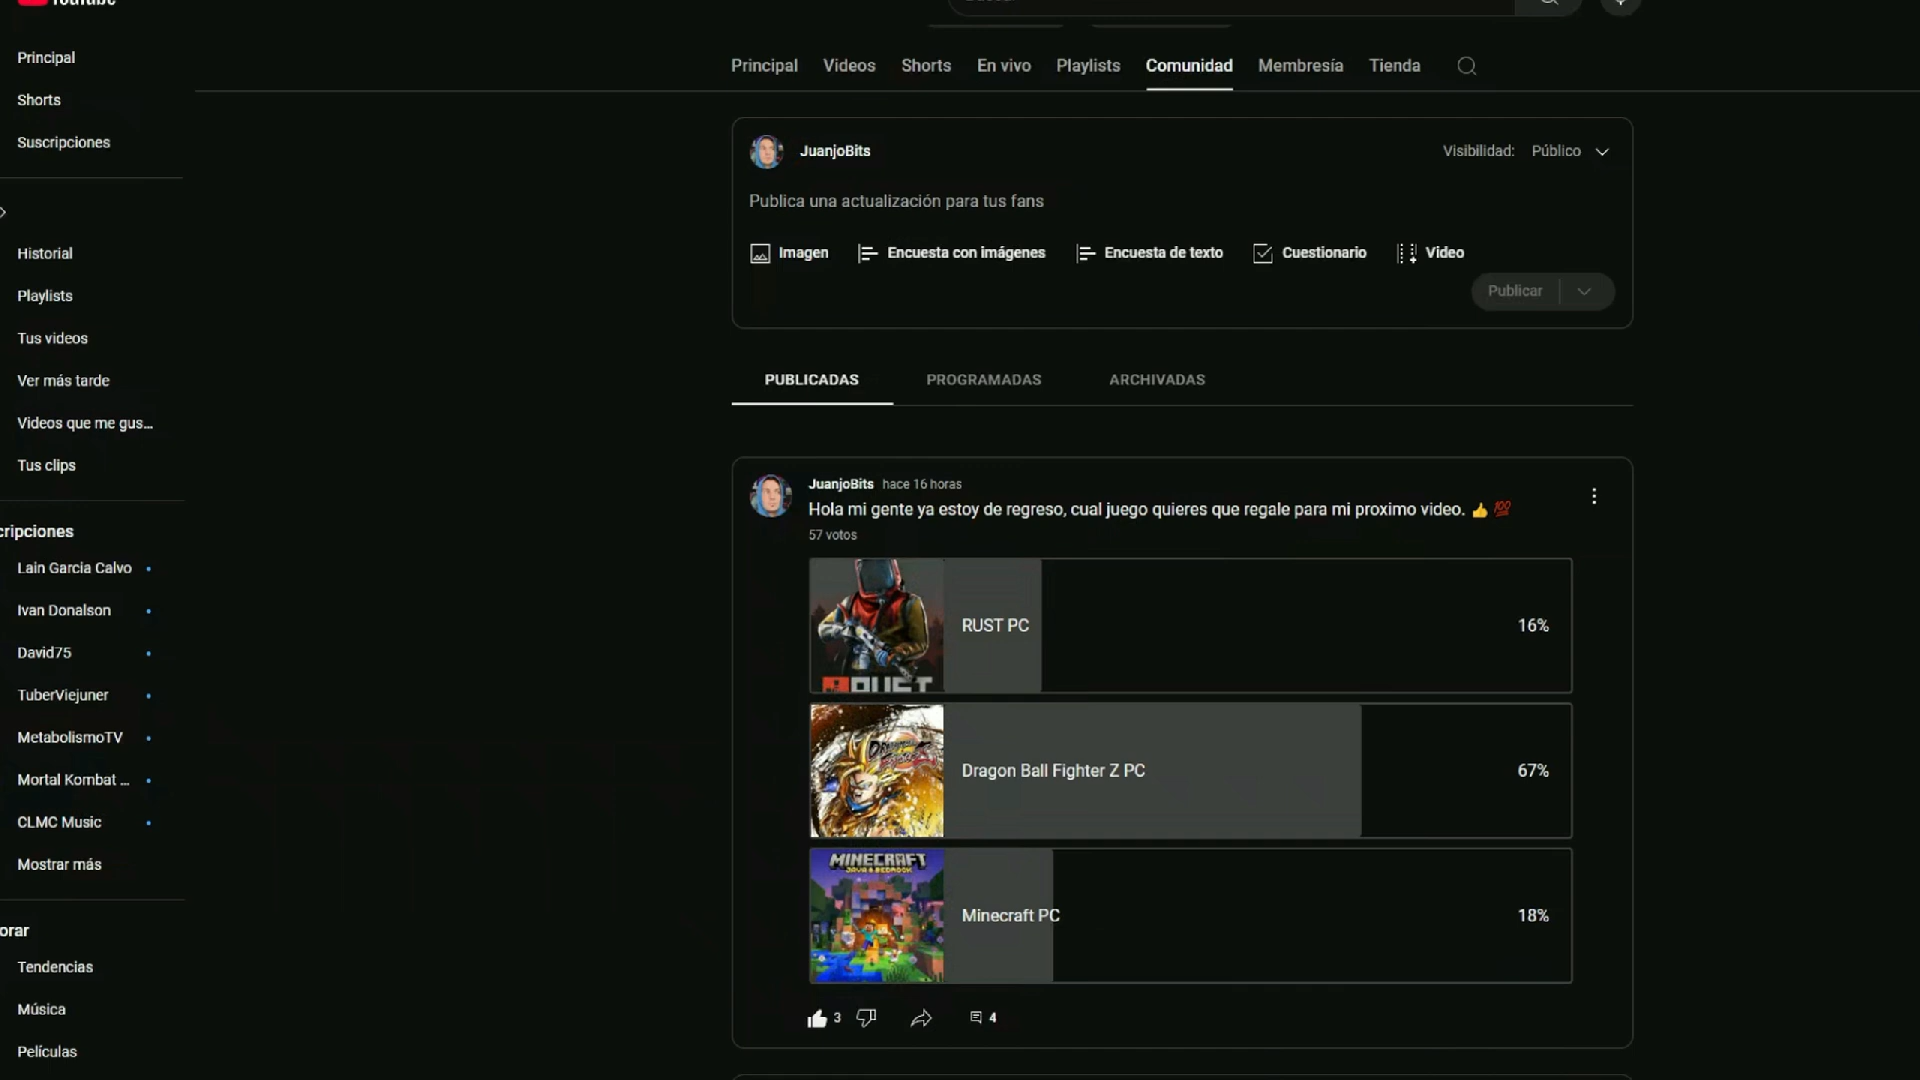 YouTube
Principal
Shorts
Suscripciones
Historial
Playlists
Tus videos
Ver más tarde
Videos que me gus...
Tus clips
cripciones
Lain Garcia Calvo
Ivan Donalson
David75
TuberViejuner
MetabolismoTV
Mortal Kombat ...
CLMC Music
Mostrar más
orar
Tendencias
Música
Películas
Principal Videos Shorts En vivo Playlists Comunidad Membresía Tienda
JuanjoBits
Visibilidad: Público
Publica una actualización para tus fans
Imagen Encuesta con imágenes Encuesta de texto Cuestionario Video
Publicar
PUBLICADAS PROGRAMADAS ARCHIVADAS
JuanjoBits hace 16 horas
Hola mi gente ya estoy de regreso, cual juego quieres que regale para mi proximo video. 👍 💯
57 votos
RUST
RUST PC
16%
Dragon Ball Fighter Z PC
67%
MINECRAFT
JAVA & BEDROCK
Minecraft PC
18%
3
4